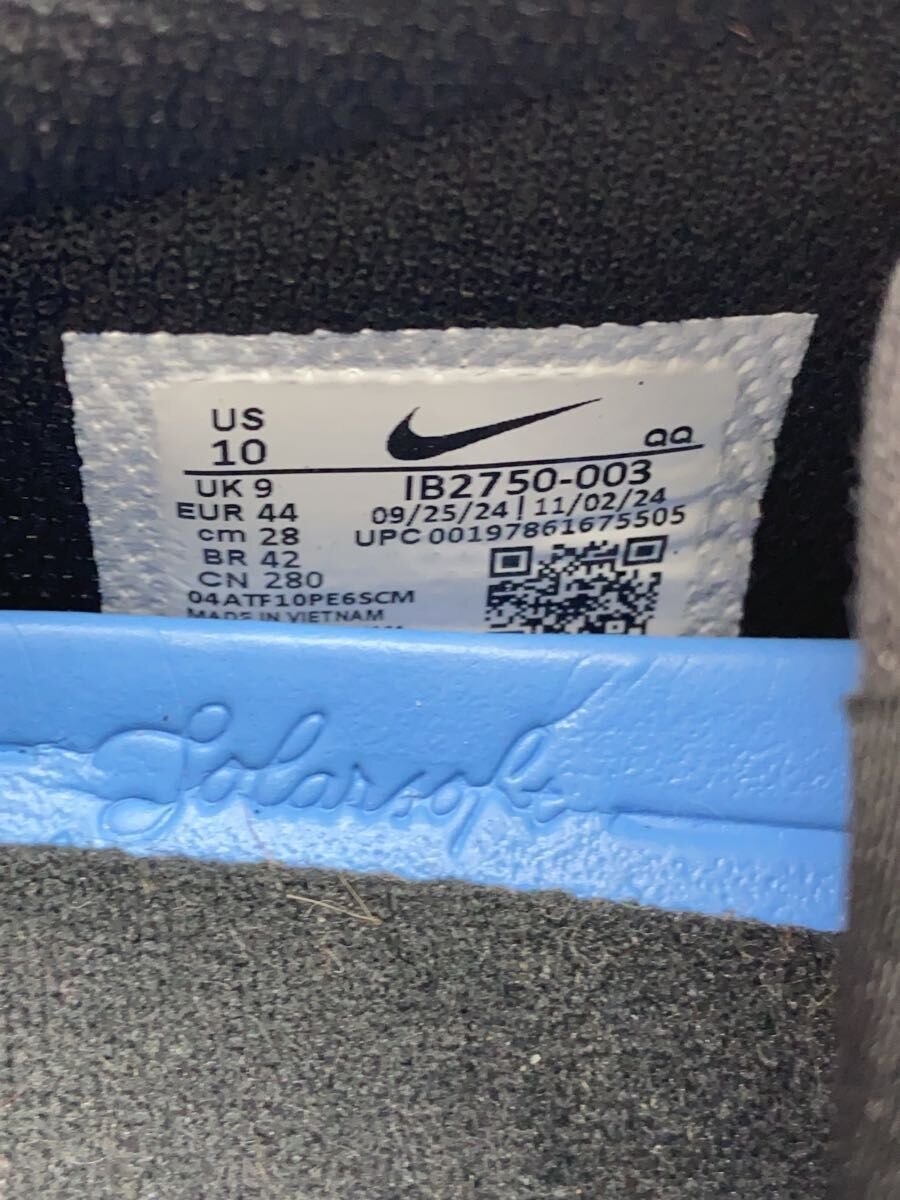 US
10
QQ
UK 9
EUR 44
cm 28
BR 42
CN 280
04ATF10PE6SCM
MADE IN VIETNAM
IB2750-003
09/25/24 | 11/02/24
UPC 00197861675505
Solarsoft